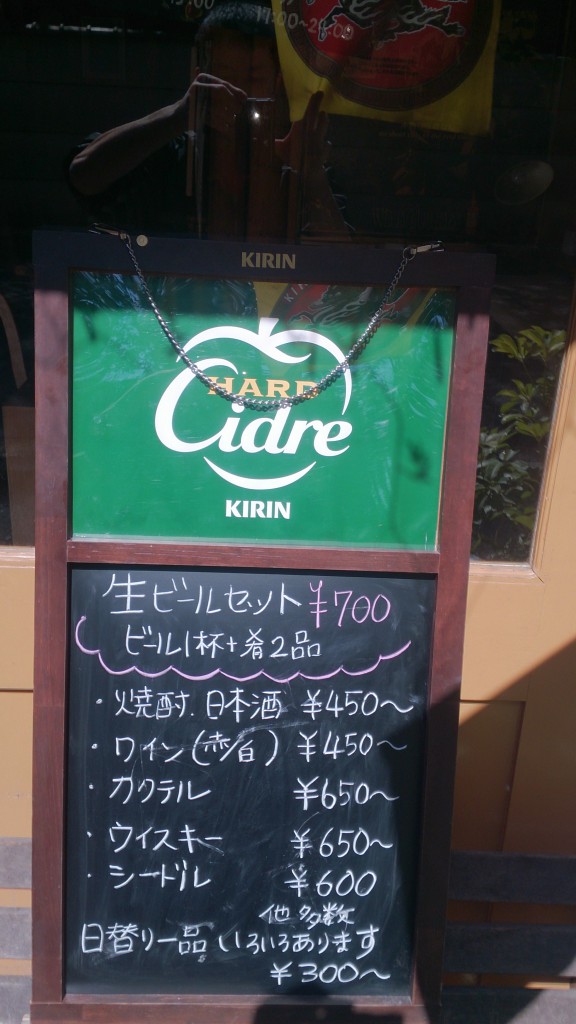 KIRIN
HARD
Cidre
KIRIN
生ビールセット ¥700
ビール1杯+肴2品
・焼酎.日本酒 ¥450〜
・ワイン(赤/白) ¥450〜
・カクテル ¥650〜
・ウイスキー ¥650〜
・シードル ¥600
他多数
日替り一品 いろいろあります
¥300〜